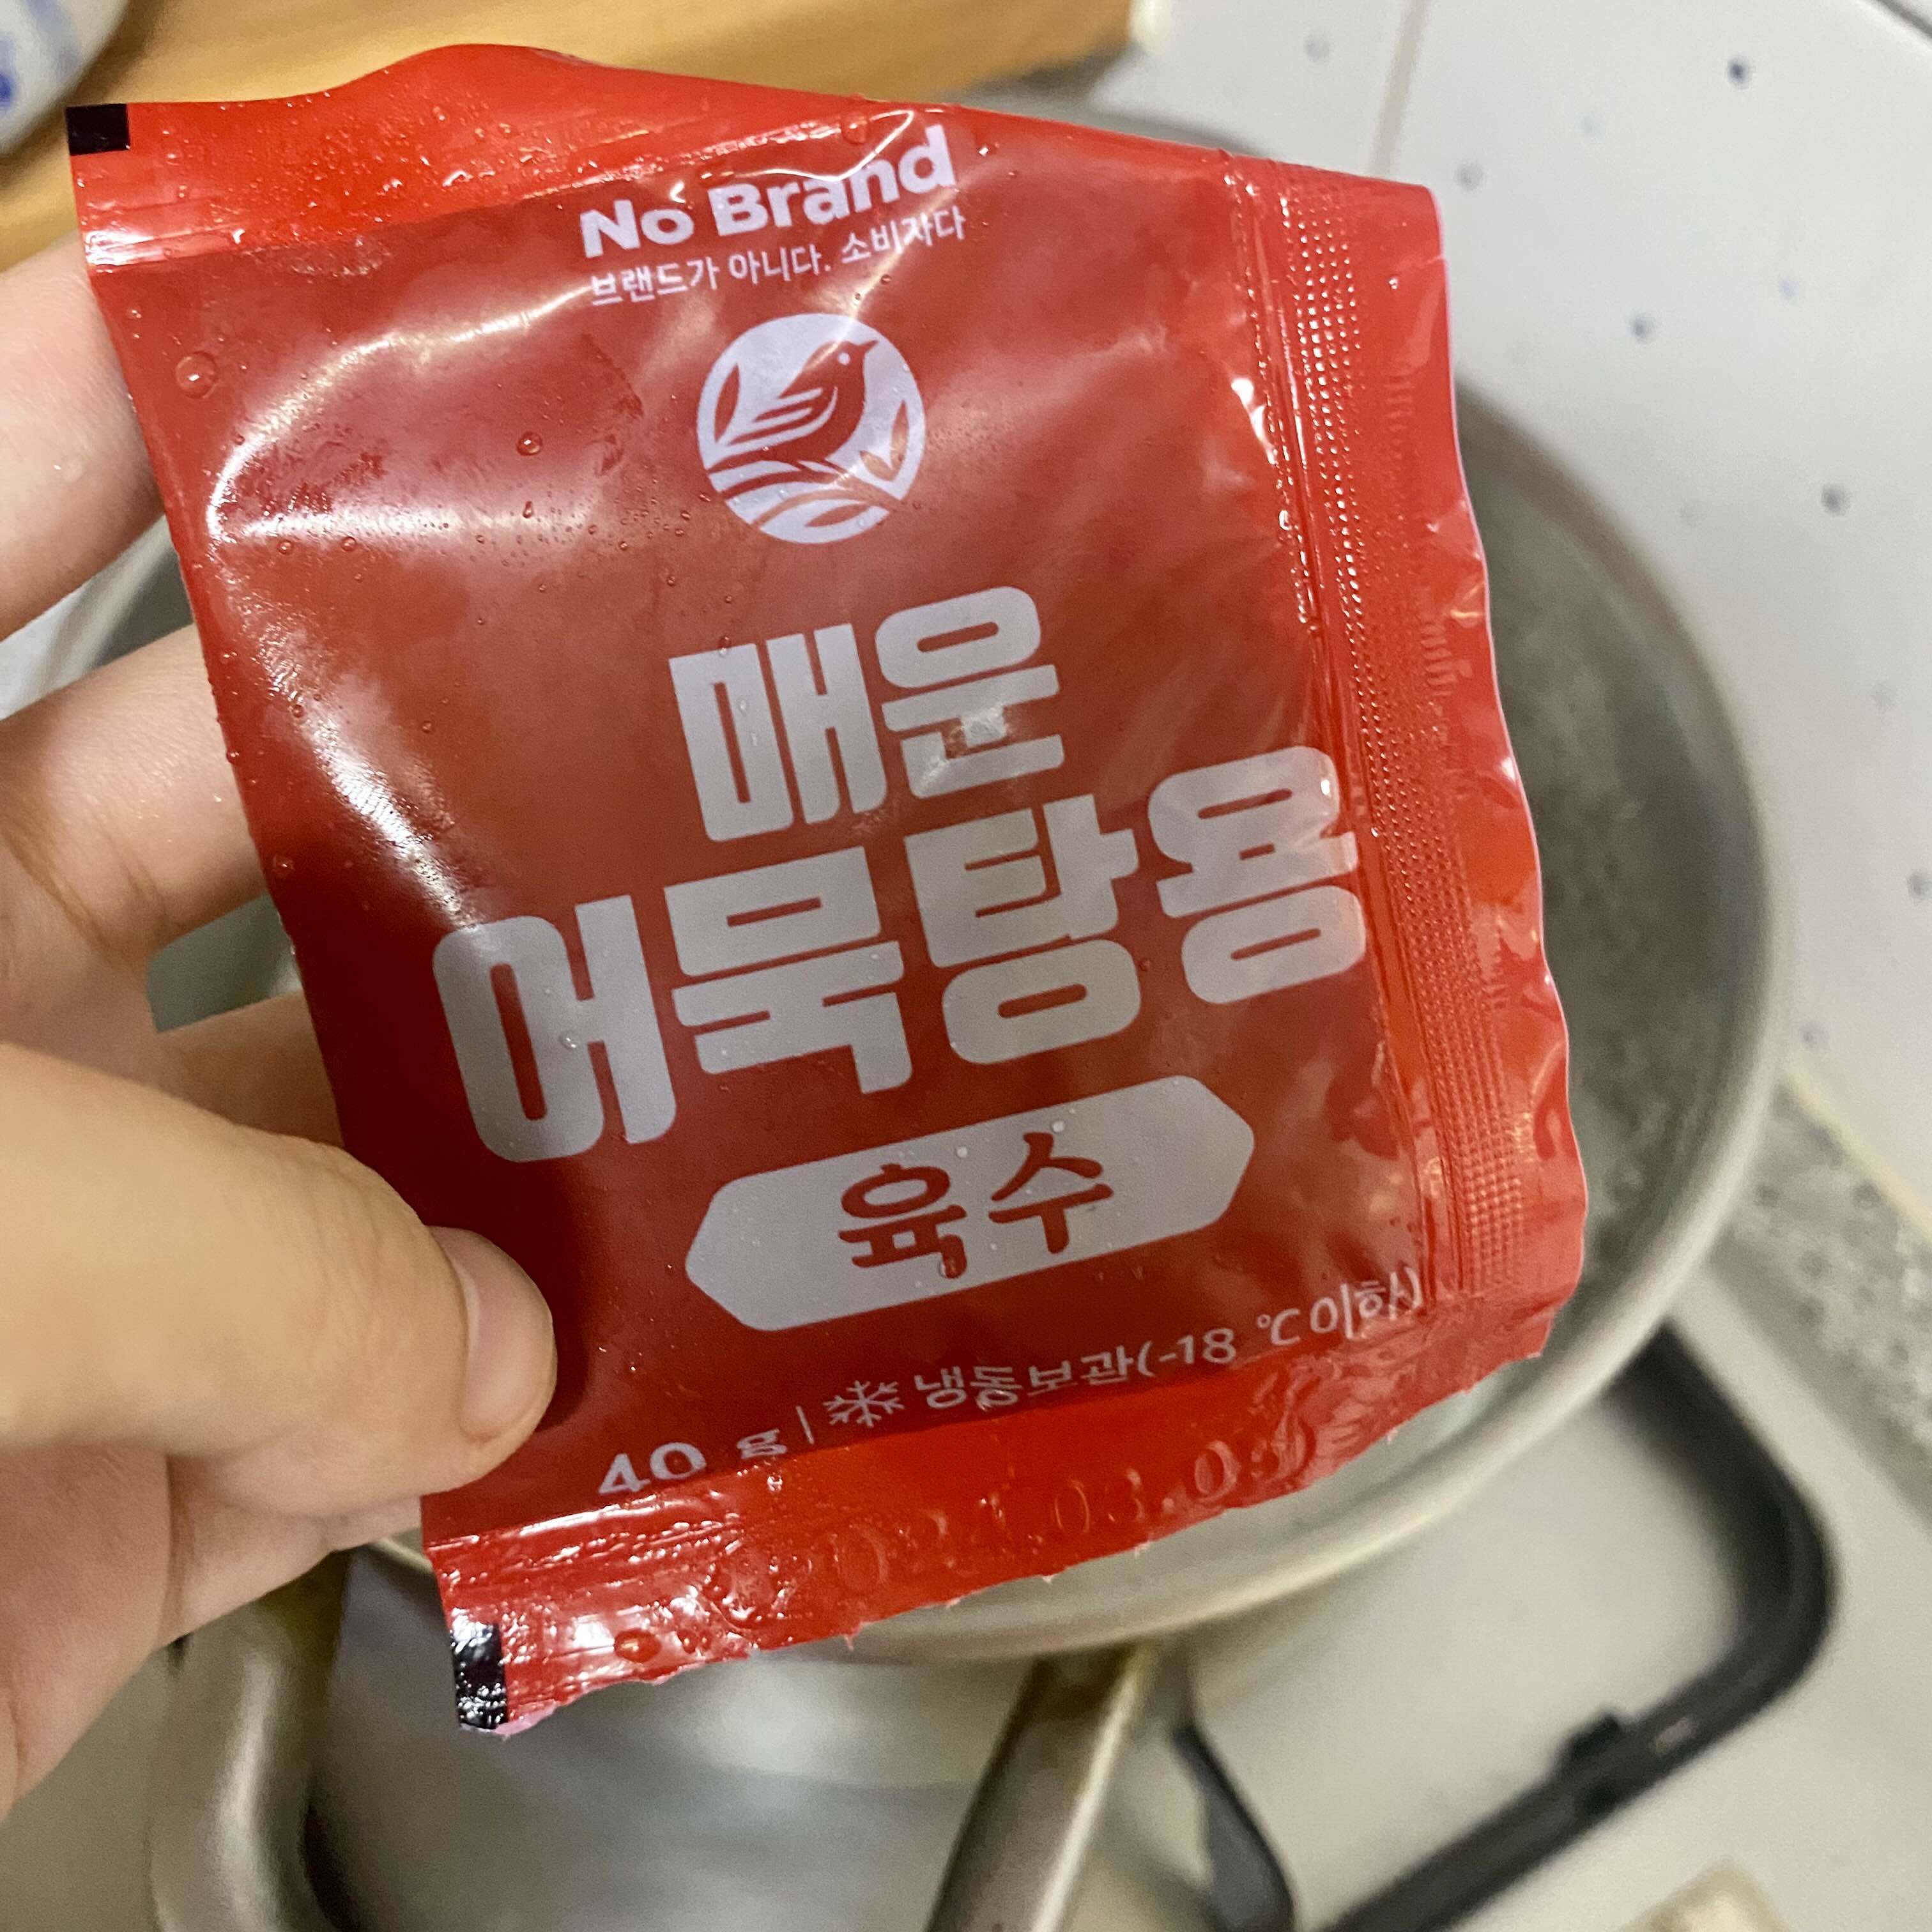 No Brand
브랜드가 아니다. 소비자다
매운
어묵탕용
육수
40 g | 냉동보관(-18 ℃ 이하)